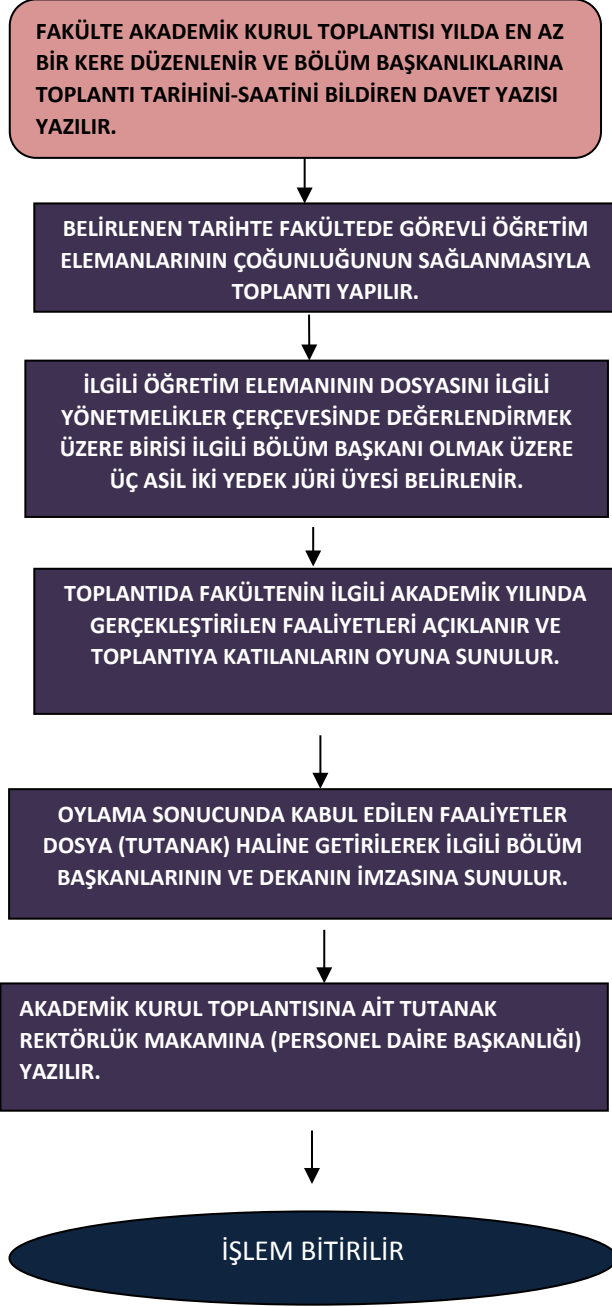 FAKÜLTE AKADEMİK KURUL TOPLANTISI YILDA EN AZ
BİR KERE DÜZENLENİR VE BÖLÜM BAŞKANLIKLARINA
TOPLANTI TARİHİNİ-SAATİNİ BİLDİREN DAVET YAZISI
YAZILIR.
BELİRLENEN TARİHTE FAKÜLTEDE GÖREVLİ ÖĞRETİM
ELEMANLARININ ÇOĞUNLUĞUNUN SAĞLANMASIYLA
TOPLANTI YAPILIR.
İLGİLİ ÖĞRETİM ELEMANININ DOSYASINI İLGİLİ
YÖNETMELİKLER ÇERÇEVESİNDE DEĞERLENDİRMEK
ÜZERE BİRİSİ İLGİLİ BÖLÜM BAŞKANI OLMAK ÜZERE
ÜÇ ASİL İKİ YEDEK JÜRİ ÜYESİ BELİRLENİR.
TOPLANTIDA FAKÜLTENİN İLGİLİ AKADEMİK YILINDA
GERÇEKLEŞTİRİLEN FAALİYETLERİ AÇIKLANIR VE
TOPLANTIYA KATILANLARIN OYUNA SUNULUR.
OYLAMA SONUCUNDA KABUL EDİLEN FAALİYETLER
DOSYA (TUTANAK) HALİNE GETİRİLEREK İLGİLİ BÖLÜM
BAŞKANLARININ VE DEKANIN İMZASINA SUNULUR.
AKADEMİK KURUL TOPLANTISINA AİT TUTANAK
REKTÖRLÜK MAKAMINA (PERSONEL DAİRE BAŞKANLIĞI)
YAZILIR.
İŞLEM BİTİRİLİR